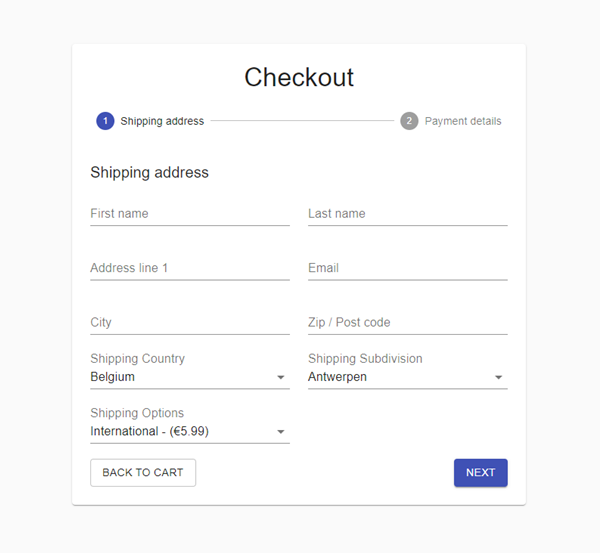 Checkout
1 Shipping address 2 Payment details
Shipping address
First name Last name
Address line 1 Email
City Zip / Post code
Shipping Country Shipping Subdivision
Belgium Antwerpen
Shipping Options
International - (€5.99)
BACK TO CART NEXT